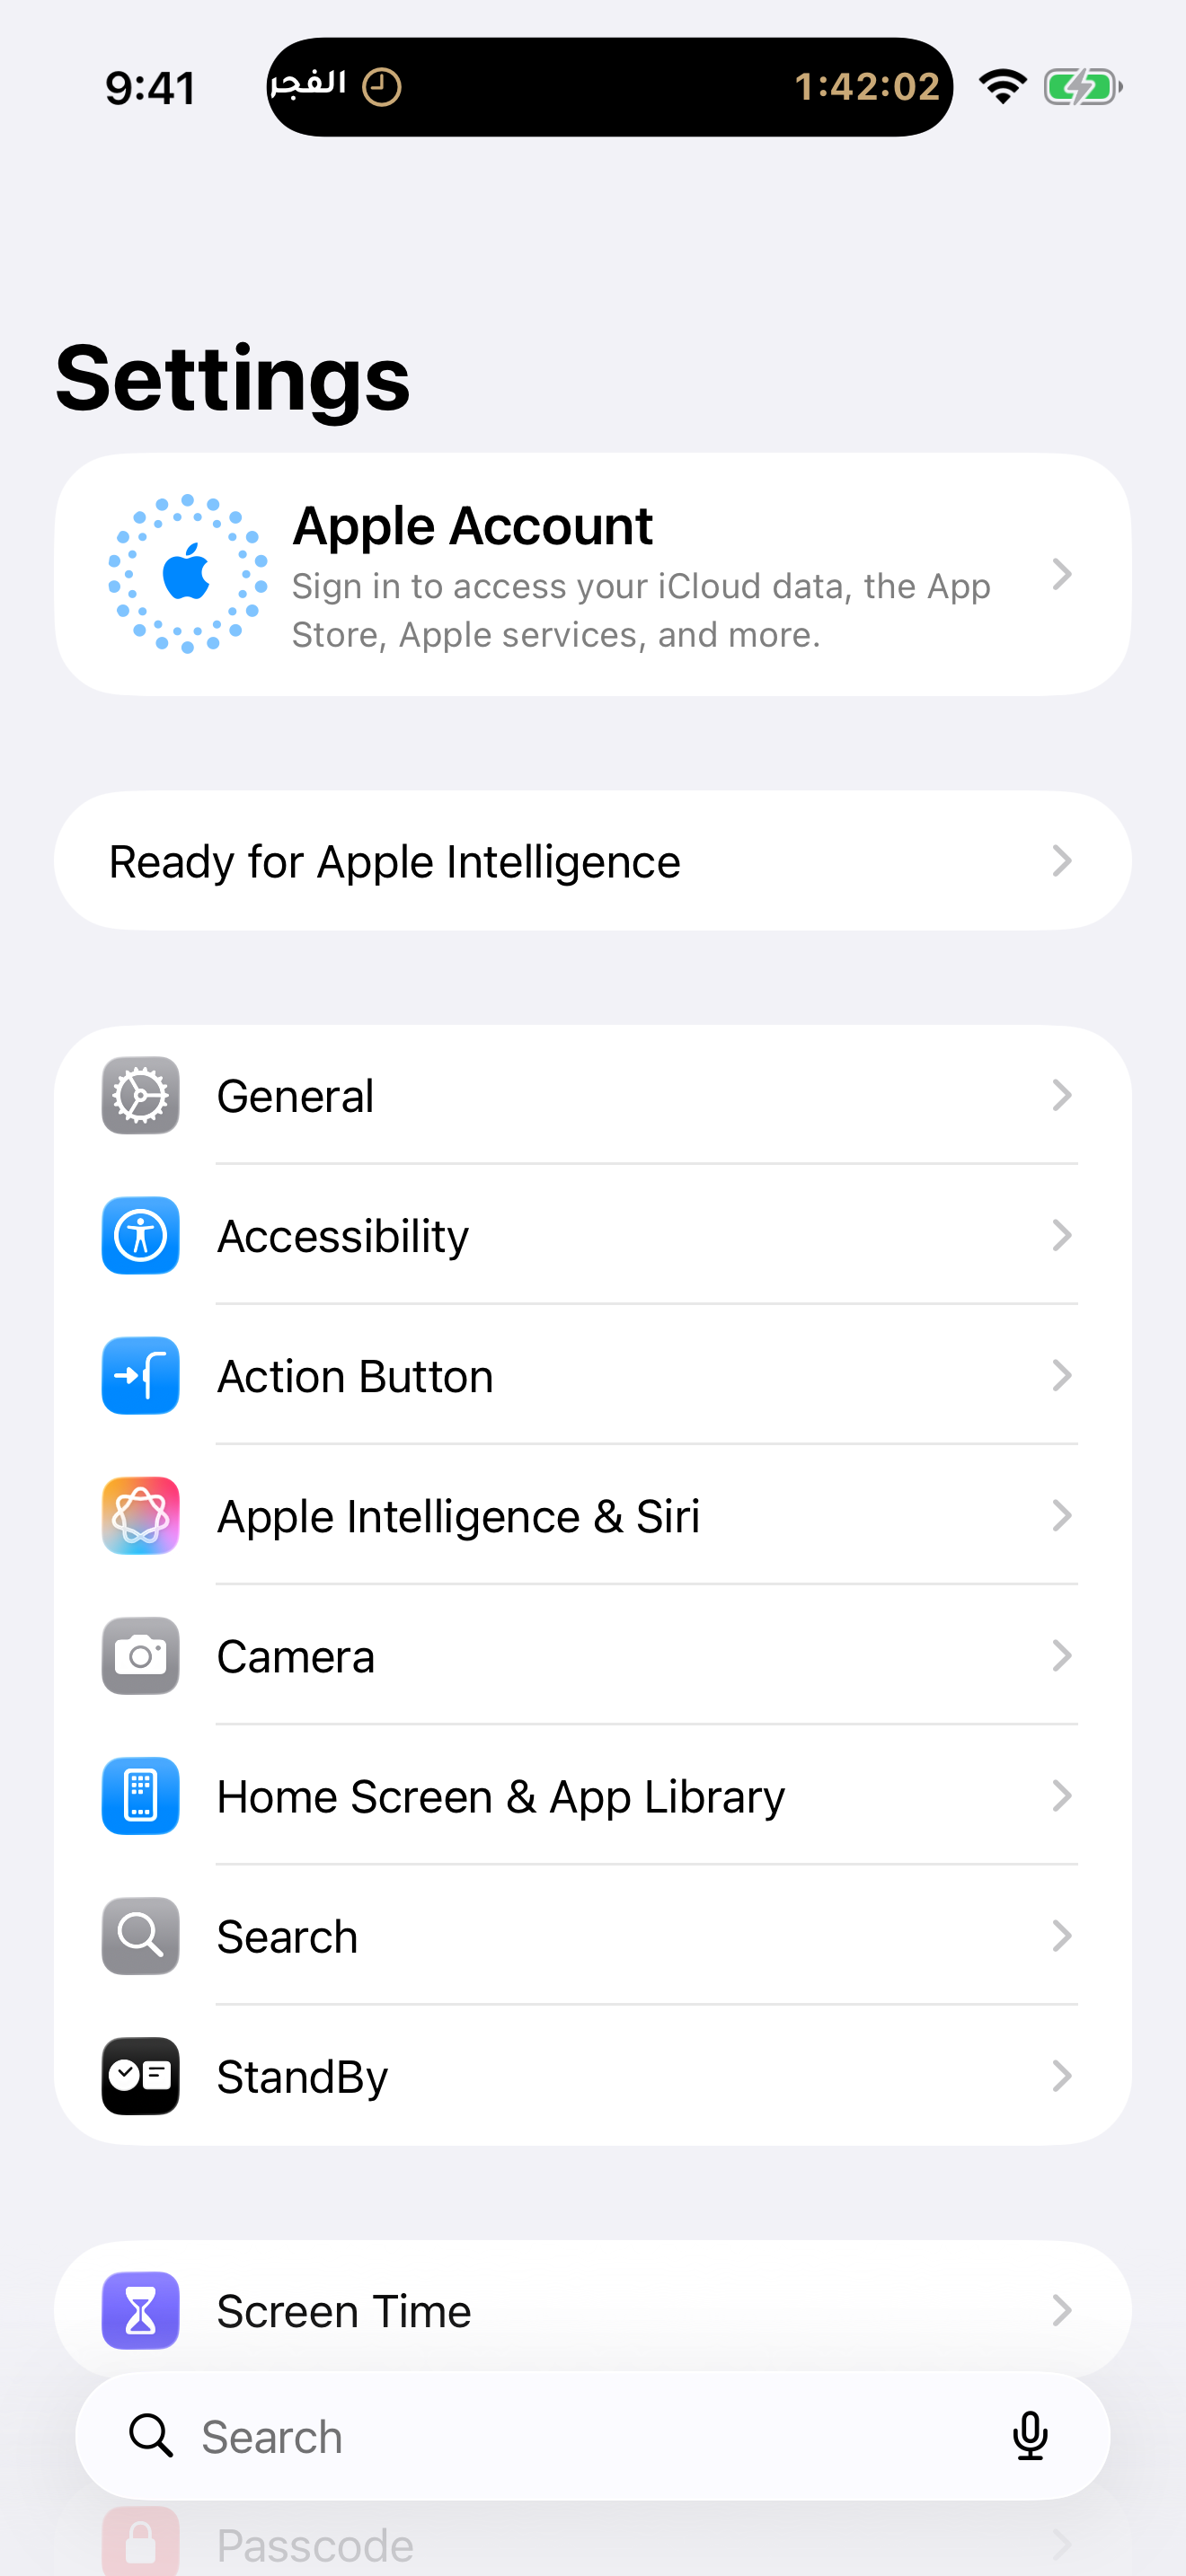 9:41
الفجر
1:42:02
Settings
Apple Account
Sign in to access your iCloud data, the App
Store, Apple services, and more.
Ready for Apple Intelligence
General
Accessibility
Action Button
Apple Intelligence & Siri
Camera
Home Screen & App Library
Search
StandBy
Screen Time
Search
Passcode